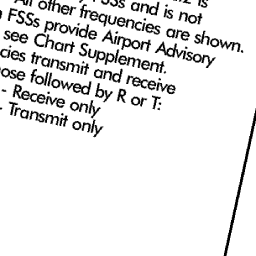 is
FSSs and is not
All other frequencies are shown.
FSSs provide Airport Advisory
see Chart Supplement.
cies transmit and receive
ose followed by R or T:
- Receive only
- Transmit only